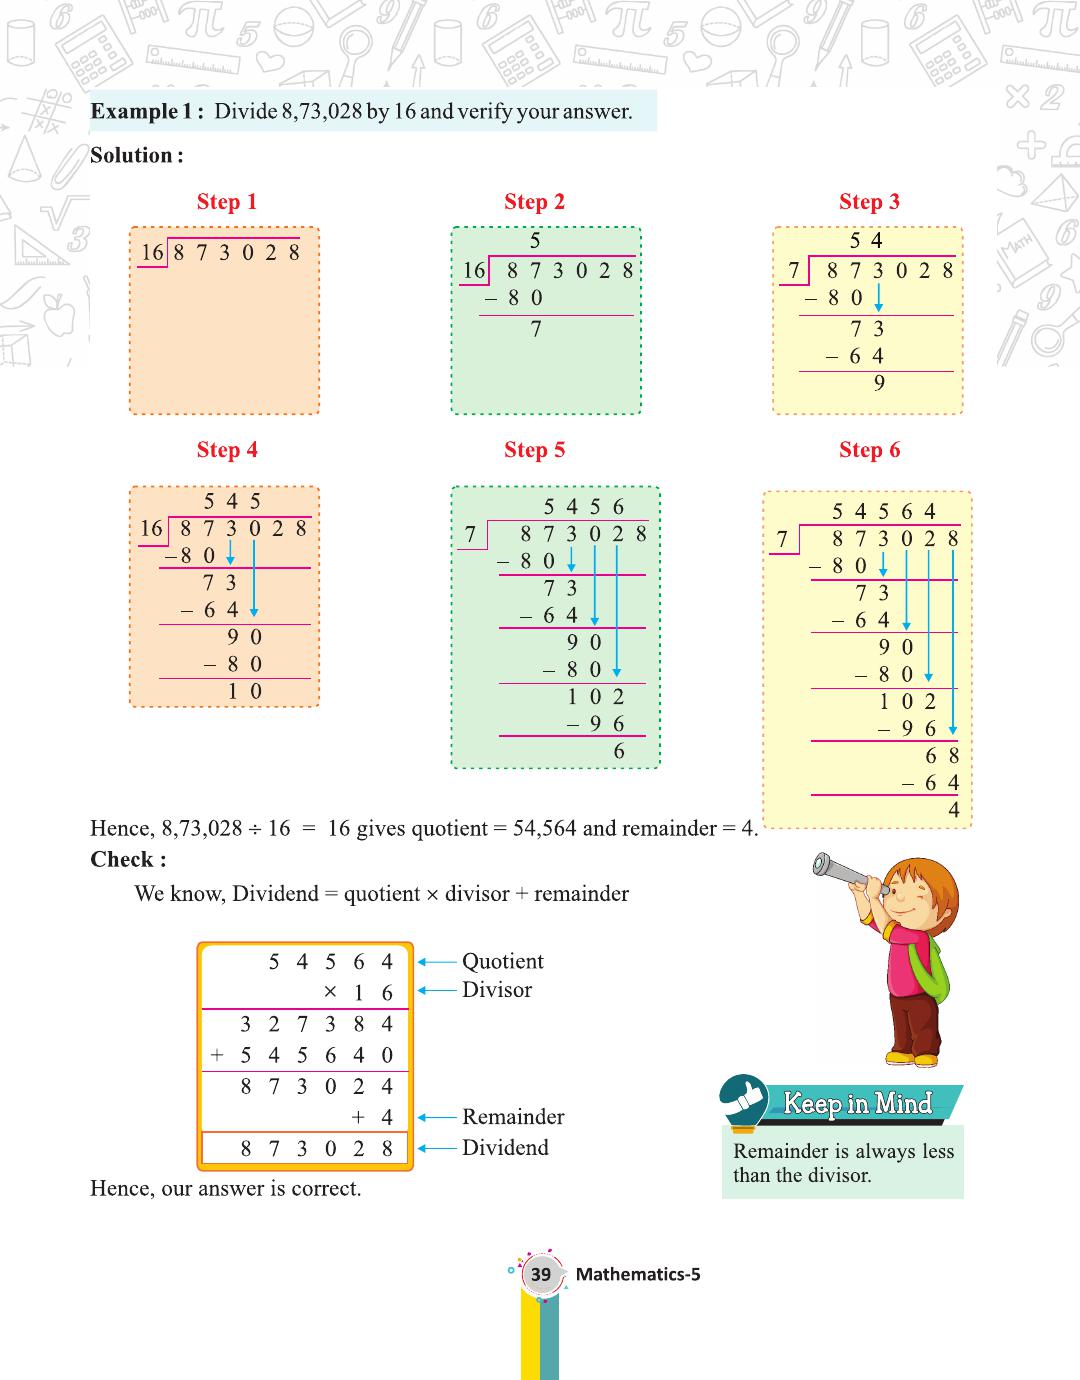 Example 1 : Divide 8,73,028 by 16 and verify your answer.
Solution :
Step 1
16 8 7 3 0 2 8
Step 2
5
16 8 7 3 0 2 8
– 8 0
7
Step 3
5 4
7 8 7 3 0 2 8
– 8 0
7 3
– 6 4
9
Step 4
5 4 5
16 8 7 3 0 2 8
– 8 0
7 3
– 6 4
9 0
– 8 0
1 0
Step 5
5 4 5 6
7 8 7 3 0 2 8
– 8 0
7 3
– 6 4
9 0
– 8 0
1 0 2
– 9 6
6
Step 6
5 4 5 6 4
7 8 7 3 0 2 8
– 8 0
7 3
– 6 4
9 0
– 8 0
1 0 2
– 9 6
6 8
– 6 4
4
Hence, 8,73,028 ÷ 16 = 16 gives quotient = 54,564 and remainder = 4.
Check :
We know, Dividend = quotient × divisor + remainder
5 4 5 6 4 Quotient
× 1 6 Divisor
3 2 7 3 8 4
+ 5 4 5 6 4 0
8 7 3 0 2 4
+ 4 Remainder
8 7 3 0 2 8 Dividend
Hence, our answer is correct.
Keep in Mind
Remainder is always less
than the divisor.
39 Mathematics-5